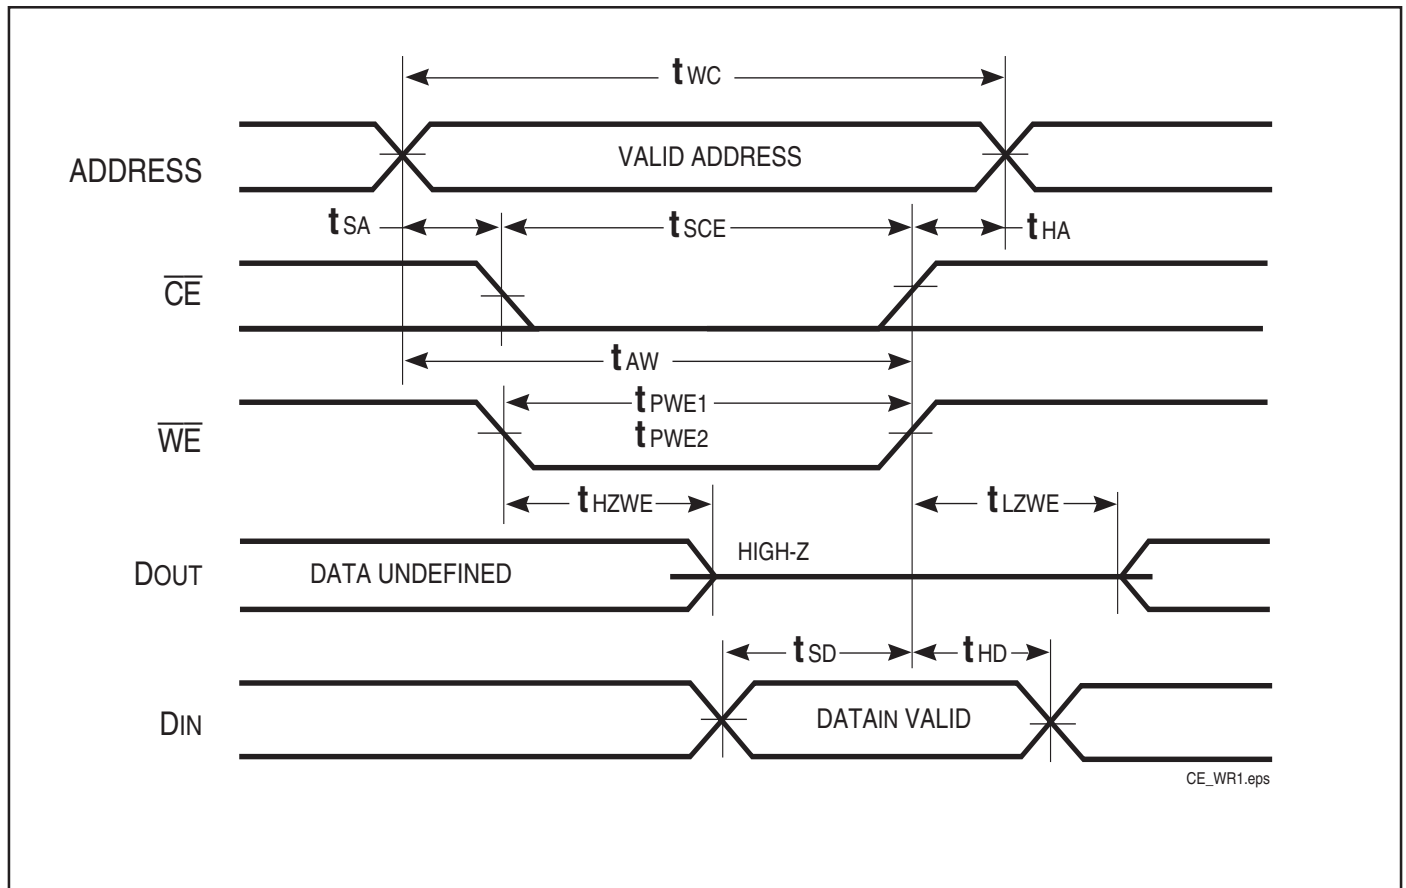 tWC
ADDRESS
VALID ADDRESS
tSA
tSCE
tHA
CE
tAW
tPWE1
WE
tPWE2
tHZWE
tLZWE
DOUT
DATA UNDEFINED
HIGH-Z
tSD
tHD
DIN
DATAIN VALID
CE_WR1.eps